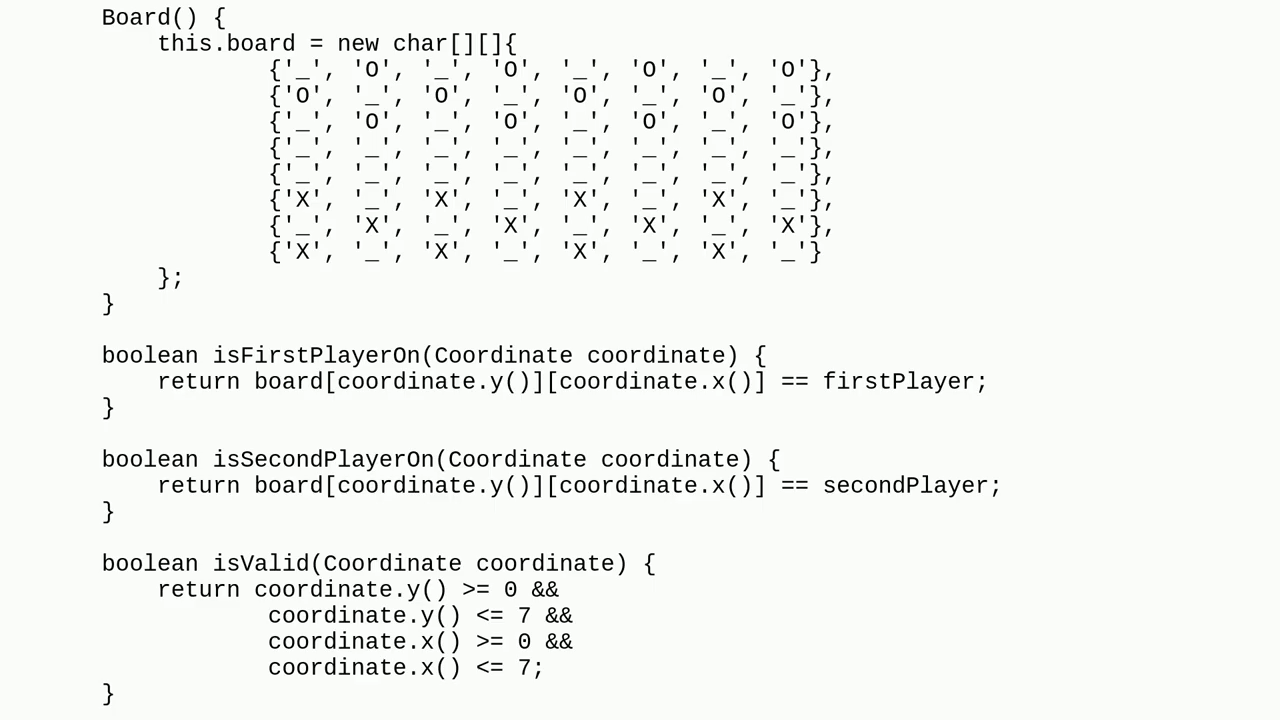 Board() {
    this.board = new char[][]{
            {'_', 'O', '_', 'O', '_', 'O', '_', 'O'},
            {'O', '_', 'O', '_', 'O', '_', 'O', '_'},
            {'_', 'O', '_', 'O', '_', 'O', '_', 'O'},
            {'_', '_', '_', '_', '_', '_', '_', '_'},
            {'_', '_', '_', '_', '_', '_', '_', '_'},
            {'X', '_', 'X', '_', 'X', '_', 'X', '_'},
            {'_', 'X', '_', 'X', '_', 'X', '_', 'X'},
            {'X', '_', 'X', '_', 'X', '_', 'X', '_'}
    };
}

boolean isFirstPlayerOn(Coordinate coordinate) {
    return board[coordinate.y()][coordinate.x()] == firstPlayer;
}

boolean isSecondPlayerOn(Coordinate coordinate) {
    return board[coordinate.y()][coordinate.x()] == secondPlayer;
}

boolean isValid(Coordinate coordinate) {
    return coordinate.y() >= 0 &&
            coordinate.y() <= 7 &&
            coordinate.x() >= 0 &&
            coordinate.x() <= 7;
}